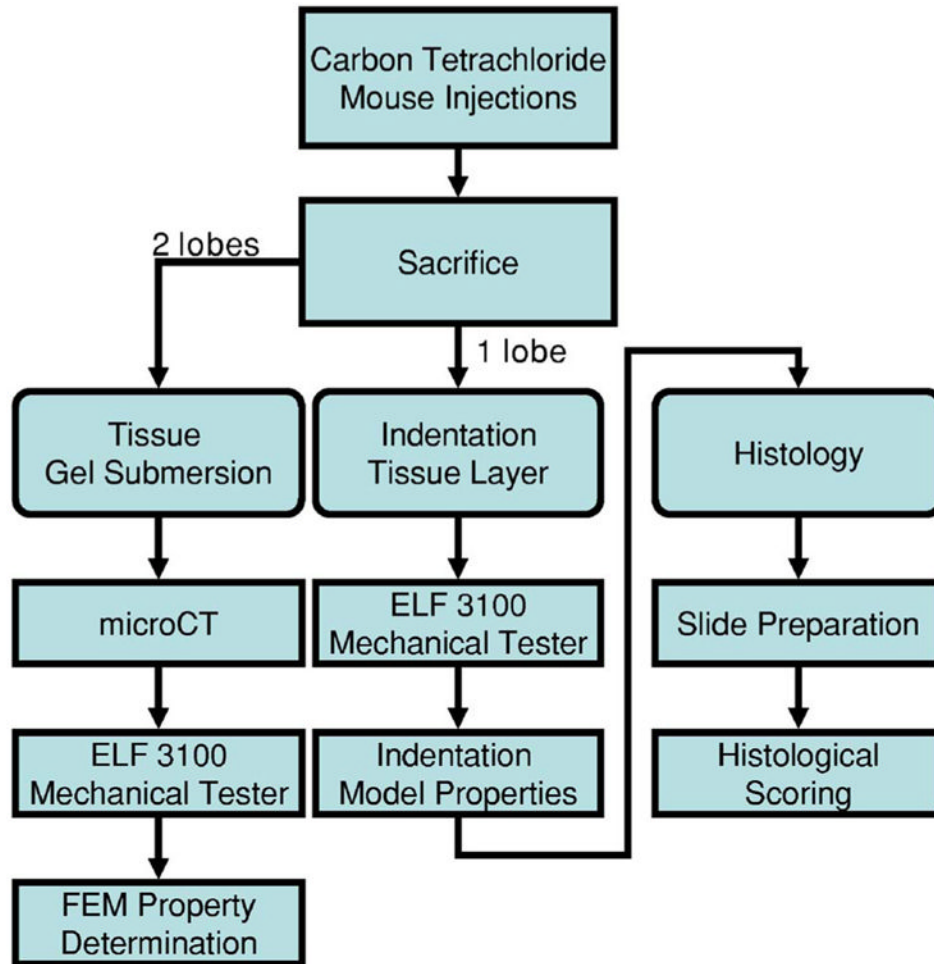 Carbon Tetrachloride
Mouse Injections
Sacrifice
2 lobes
1 lobe
Tissue
Gel Submersion
microCT
ELF 3100
Mechanical Tester
FEM Property
Determination
Indentation
Tissue Layer
ELF 3100
Mechanical Tester
Indentation
Model Properties
Histology
Slide Preparation
Histological
Scoring